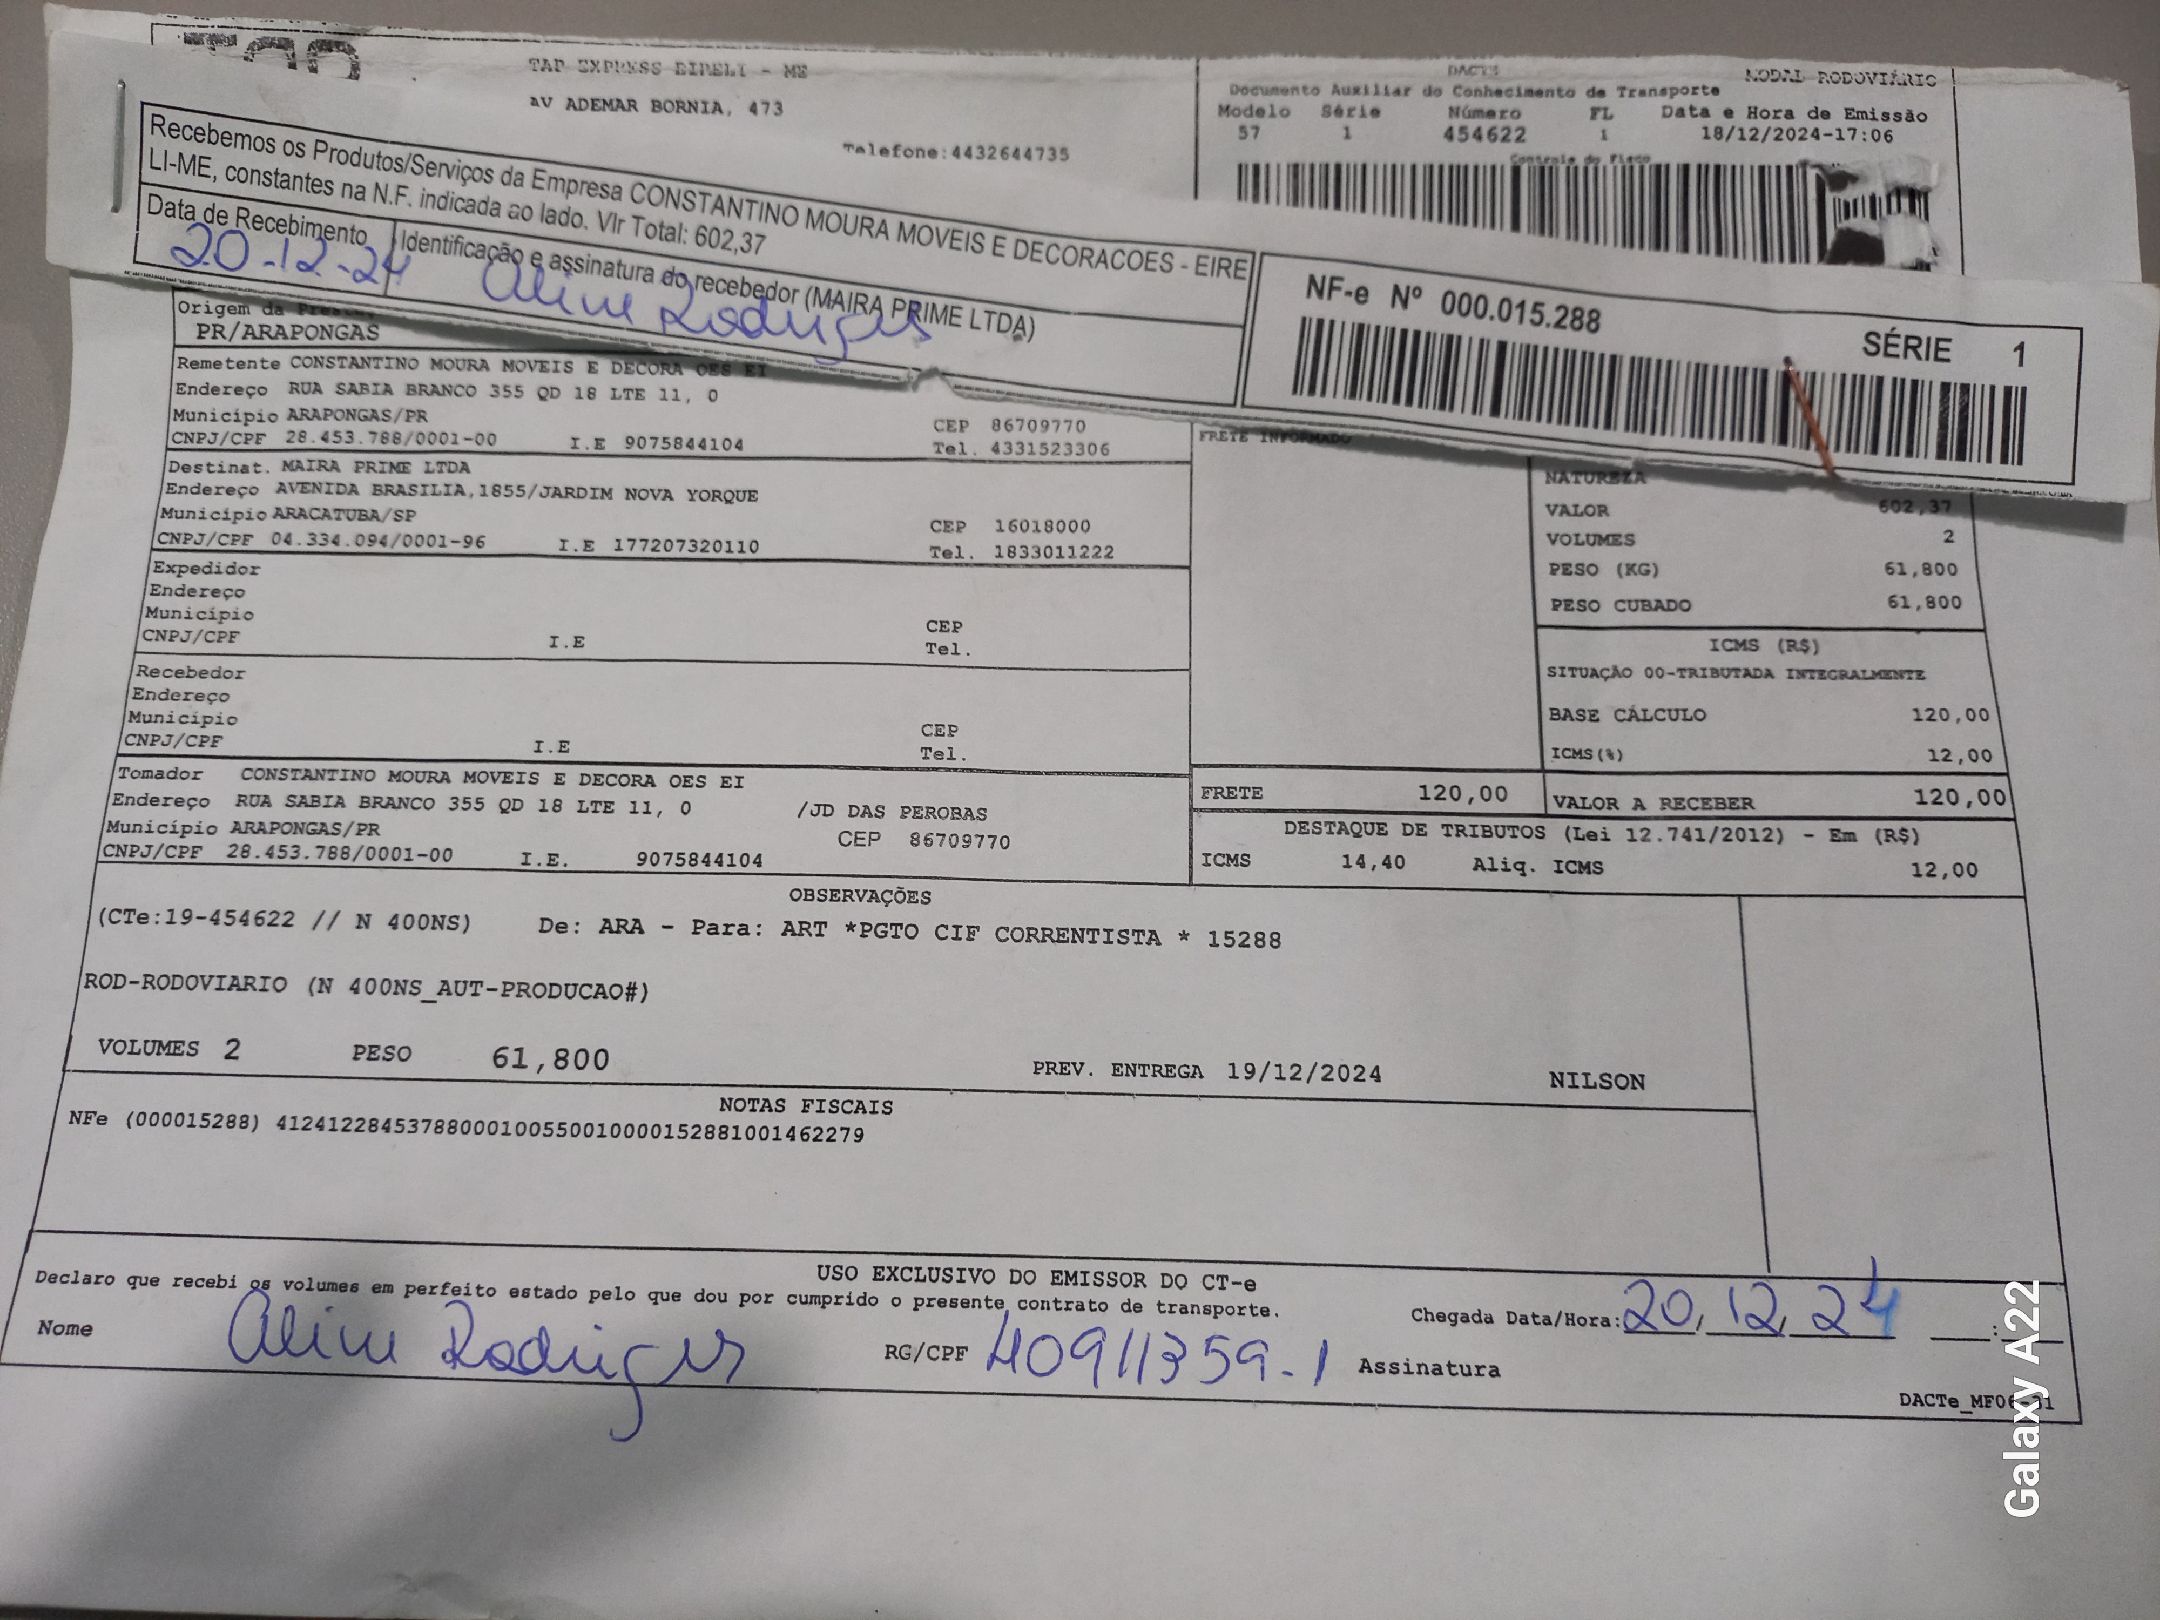 TAP EXPRESS EIRELI - ME
AV ADEMAR BORNIA, 473
Telefone:4432644735
DACTE
MODAL RODOVIÁRIO
Documento Auxiliar do Conhecimento de Transporte
Modelo Série Número FL Data e Hora de Emissão
57 1 454622 1 18/12/2024-17:06
Controle do Fisco
Recebemos os Produtos/Serviços da Empresa CONSTANTINO MOURA MOVEIS E DECORACOES - EIRE
LI-ME, constantes na N.F. indicada ao lado. Vlr Total: 602,37
Data de Recebimento
20-12-24
Identificação e assinatura do recebedor (MAIRA PRIME LTDA)
Aline Rodrigues
NF-e Nº 000.015.288
SÉRIE 1
Origem da
PR/ARAPONGAS
Remetente CONSTANTINO MOURA MOVEIS E DECORA OES EI
Endereço RUA SABIA BRANCO 355 QD 18 LTE 11, 0
Município ARAPONGAS/PR CEP 86709770
CNPJ/CPF 28.453.788/0001-00 I.E 9075844104 Tel. 4331523306
Destinat. MAIRA PRIME LTDA
Endereço AVENIDA BRASILIA,1855/JARDIM NOVA YORQUE
Município ARACATUBA/SP CEP 16018000
CNPJ/CPF 04.334.094/0001-96 I.E 177207320110 Tel. 1833011222
Expedidor
Endereço
Município CEP
CNPJ/CPF I.E Tel.
Recebedor
Endereço
Município CEP
CNPJ/CPF I.E Tel.
Tomador CONSTANTINO MOURA MOVEIS E DECORA OES EI
Endereço RUA SABIA BRANCO 355 QD 18 LTE 11, 0 /JD DAS PEROBAS
Município ARAPONGAS/PR CEP 86709770
CNPJ/CPF 28.453.788/0001-00 I.E. 9075844104
FRETE INFORMADO
NATUREZA
VALOR 602,37
VOLUMES 2
PESO (KG) 61,800
PESO CUBADO 61,800
ICMS (R$)
SITUAÇÃO 00-TRIBUTADA INTEGRALMENTE
BASE CÁLCULO 120,00
ICMS(%) 12,00
FRETE 120,00 VALOR A RECEBER 120,00
DESTAQUE DE TRIBUTOS (Lei 12.741/2012) - Em (R$)
ICMS 14,40 Aliq. ICMS 12,00
OBSERVAÇÕES
(CTe:19-454622 // N 400NS) De: ARA - Para: ART *PGTO CIF CORRENTISTA * 15288
ROD-RODOVIARIO (N 400NS_AUT-PRODUCAO#)
VOLUMES 2 PESO 61,800 PREV. ENTREGA 19/12/2024 NILSON
NOTAS FISCAIS
NFe (000015288) 41241228453788000100550010000152881001462279
USO EXCLUSIVO DO EMISSOR DO CT-e
Declaro que recebi os volumes em perfeito estado pelo que dou por cumprido o presente contrato de transporte.
Chegada Data/Hora: 20,12,24 :
Nome Aline Rodrigues RG/CPF 40911359-1 Assinatura
Galaxy A22